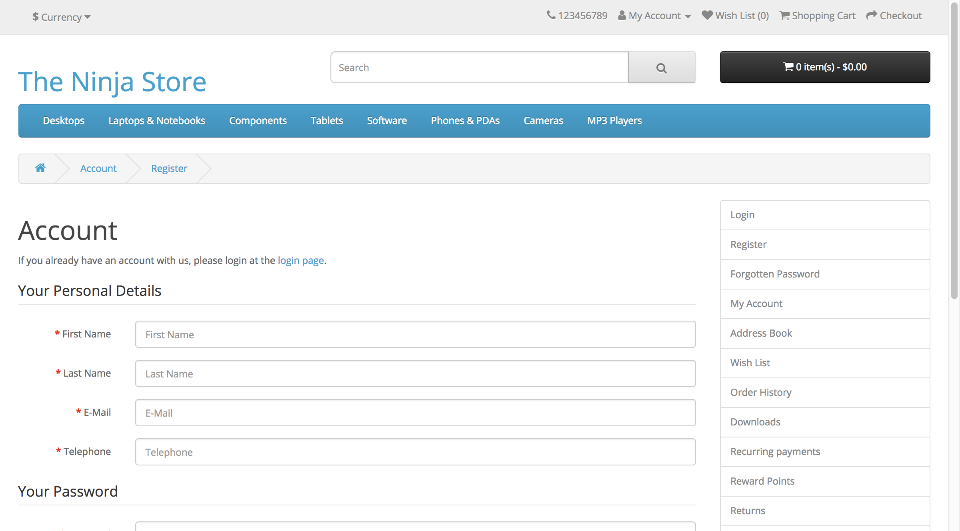 $ Currency
123456789 My Account Wish List (0) Shopping Cart Checkout
The Ninja Store
Search
0 item(s) - $0.00
Desktops Laptops & Notebooks Components Tablets Software Phones & PDAs Cameras MP3 Players
Account Register
Account
If you already have an account with us, please login at the login page.
Your Personal Details
* First Name First Name
* Last Name Last Name
* E-Mail E-Mail
* Telephone Telephone
Your Password
Login
Register
Forgotten Password
My Account
Address Book
Wish List
Order History
Downloads
Recurring payments
Reward Points
Returns